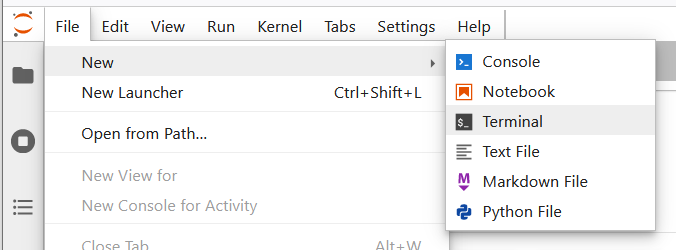 File Edit View Run Kernel Tabs Settings Help
New
New Launcher Ctrl+Shift+L
Open from Path...
New View for
New Console for Activity
Close Tab Alt+W
Console
Notebook
$_ Terminal
Text File
M Markdown File
Python File